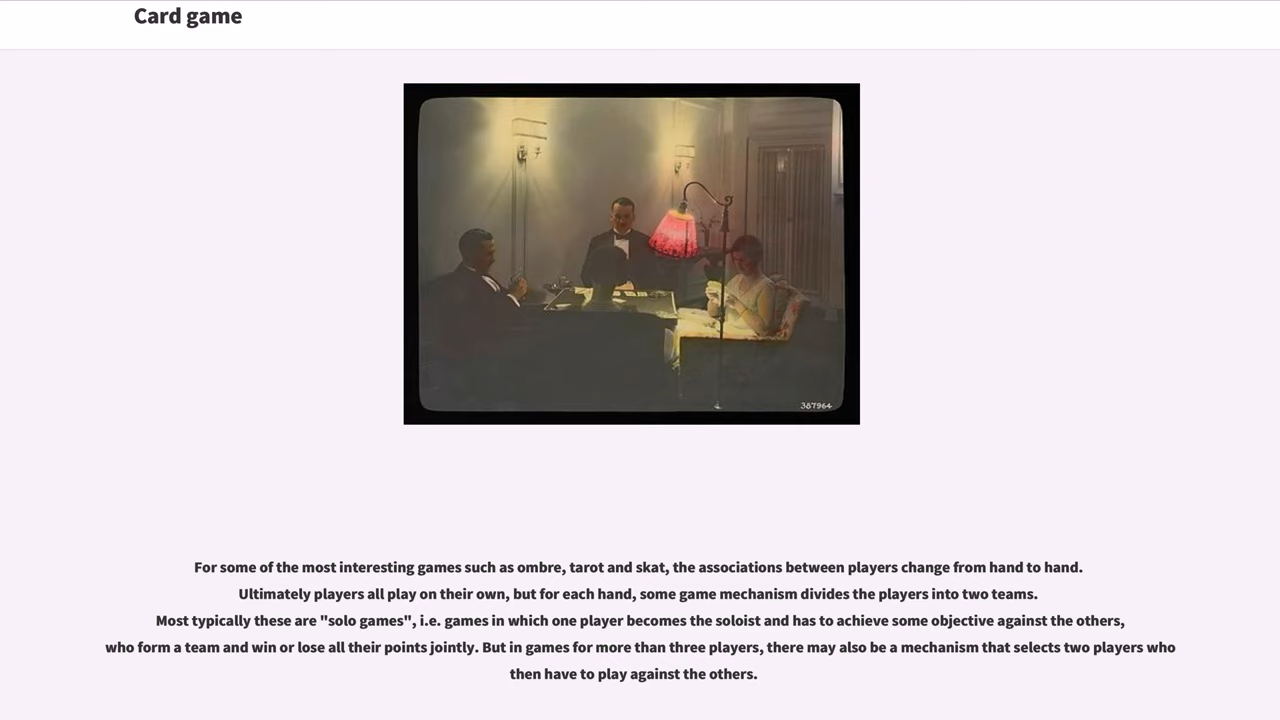 Card game
387964
For some of the most interesting games such as ombre, tarot and skat, the associations between players change from hand to hand.
Ultimately players all play on their own, but for each hand, some game mechanism divides the players into two teams.
Most typically these are "solo games", i.e. games in which one player becomes the soloist and has to achieve some objective against the others,
who form a team and win or lose all their points jointly. But in games for more than three players, there may also be a mechanism that selects two players who
then have to play against the others.